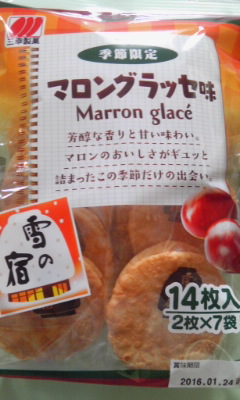 三幸製菓
季節限定
マロングラッセ味
Marron glacé
芳醇な香りと甘い味わい。
マロンのおいしさがギュッと
詰まったこの季節だけの出会い。
雪の宿
14枚入
2枚×7袋
賞味期限
2016.01.24